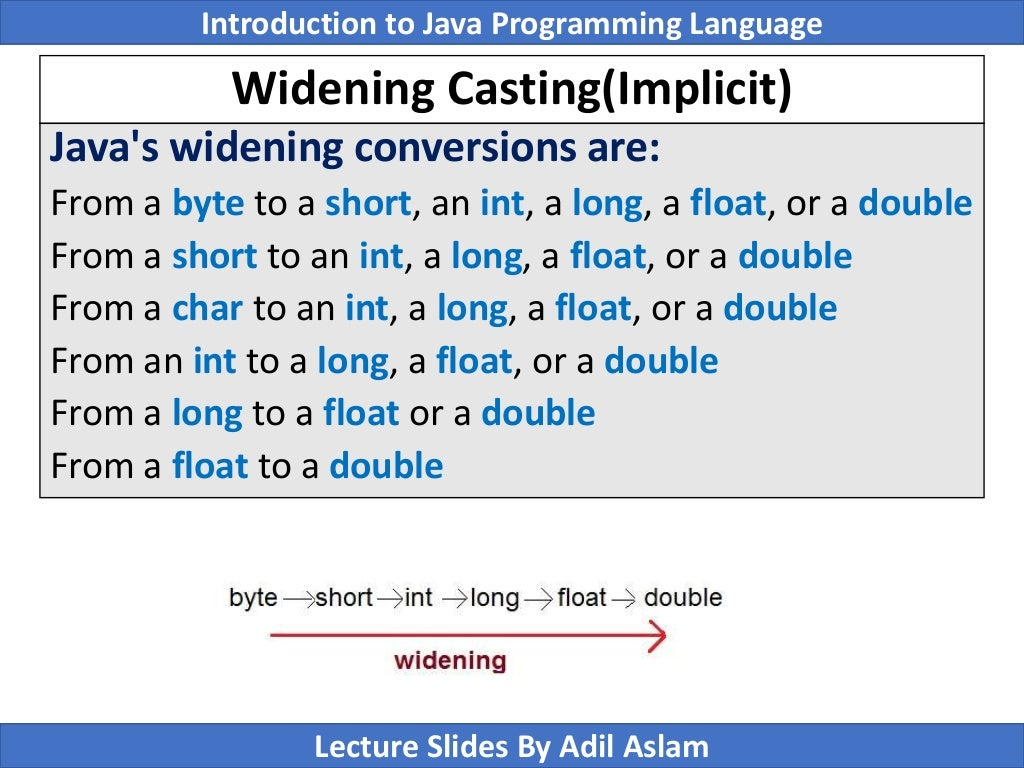 Introduction to Java Programming Language
Widening Casting(Implicit)
Java's widening conversions are:
From a byte to a short, an int, a long, a float, or a double
From a short to an int, a long, a float, or a double
From a char to an int, a long, a float, or a double
From an int to a long, a float, or a double
From a long to a float or a double
From a float to a double
byte → short → int → long → float → double
widening
Lecture Slides By Adil Aslam